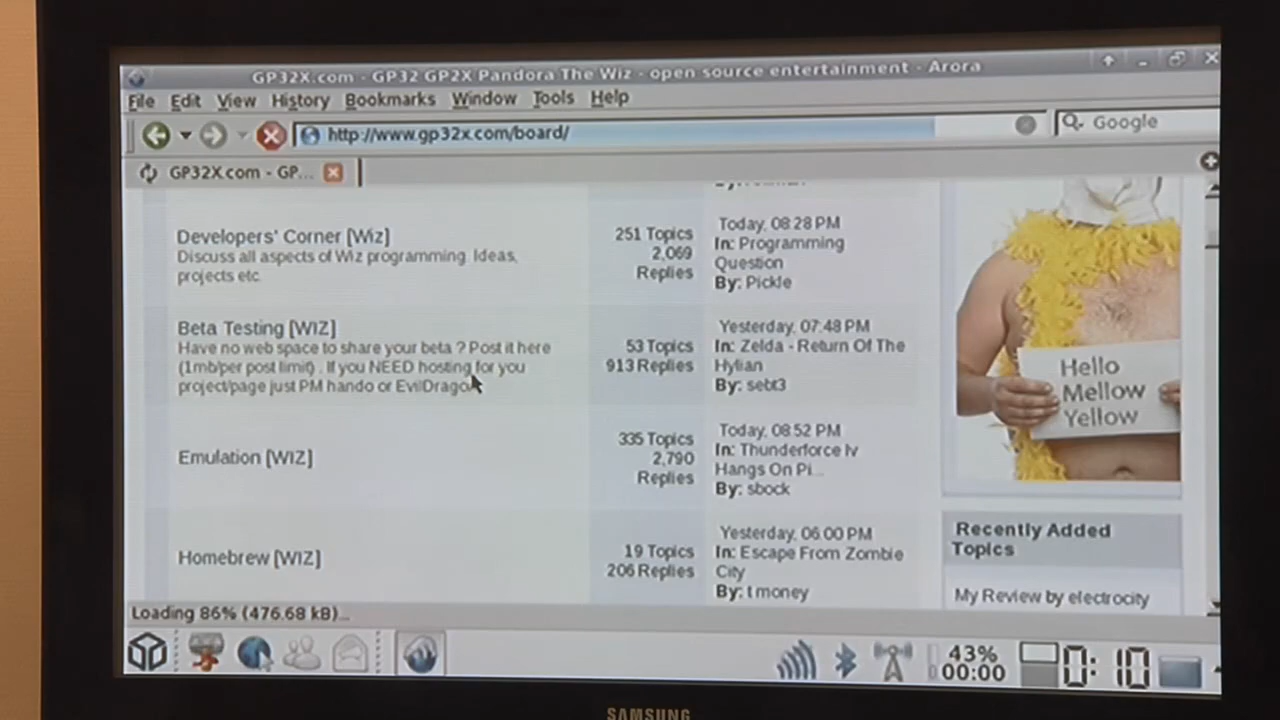 GP32X.com - GP32 GP2X Pandora The Wiz - open source entertainment - Arora
File Edit View History Bookmarks Window Tools Help
http://www.gp32x.com/board/
Google
GP32X.com - GP...
Developers' Corner [Wiz]
Discuss all aspects of Wiz programming. Ideas,
projects etc.
251 Topics
2,069
Replies
Today, 08:28 PM
In: Programming
Question
By: Pickle
Beta Testing [WIZ]
Have no web space to share your beta ? Post it here
(1mb/per post limit) . If you NEED hosting for you
project/page just PM hando or EvilDragon
53 Topics
913 Replies
Yesterday, 07:48 PM
In: Zelda - Return Of The
Hylian
By: sebt3
Emulation [WIZ]
335 Topics
2,790
Replies
Today, 08:52 PM
In: Thunderforce Iv
Hangs On Pi...
By: sbock
Homebrew [WIZ]
19 Topics
206 Replies
Yesterday, 06:00 PM
In: Escape From Zombie
City
By: t money
Hello
Mellow
Yellow
Recently Added
Topics
My Review by electrocity
Loading 86% (476.68 kB)...
43%
00:00
0:10
SAMSUNG